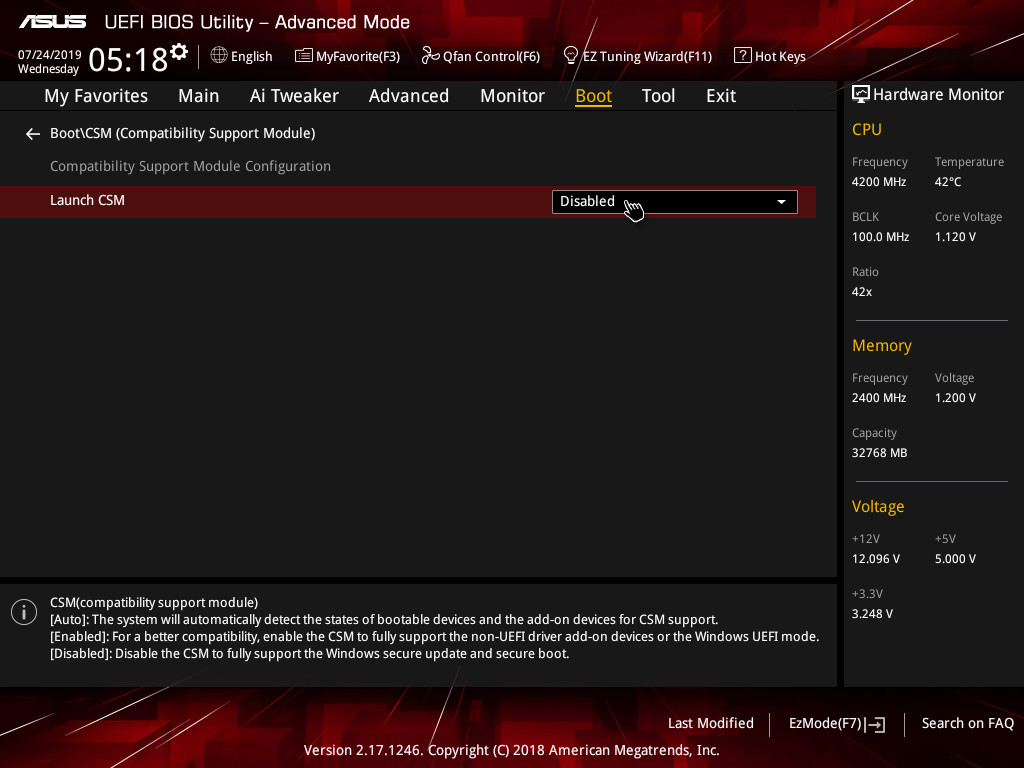 ASUS UEFI BIOS Utility – Advanced Mode
07/24/2019
Wednesday
05:18
English
MyFavorite(F3)
Qfan Control(F6)
EZ Tuning Wizard(F11)
? Hot Keys
My Favorites Main Ai Tweaker Advanced Monitor Boot Tool Exit
Boot\CSM (Compatibility Support Module)
Compatibility Support Module Configuration
Launch CSM Disabled
CSM(compatibility support module)
[Auto]: The system will automatically detect the states of bootable devices and the add-on devices for CSM support.
[Enabled]: For a better compatibility, enable the CSM to fully support the non-UEFI driver add-on devices or the Windows UEFI mode.
[Disabled]: Disable the CSM to fully support the Windows secure update and secure boot.
Hardware Monitor
CPU
Frequency Temperature
4200 MHz 42°C
BCLK Core Voltage
100.0 MHz 1.120 V
Ratio
42x
Memory
Frequency Voltage
2400 MHz 1.200 V
Capacity
32768 MB
Voltage
+12V +5V
12.096 V 5.000 V
+3.3V
3.248 V
Last Modified EzMode(F7) Search on FAQ
Version 2.17.1246. Copyright (C) 2018 American Megatrends, Inc.